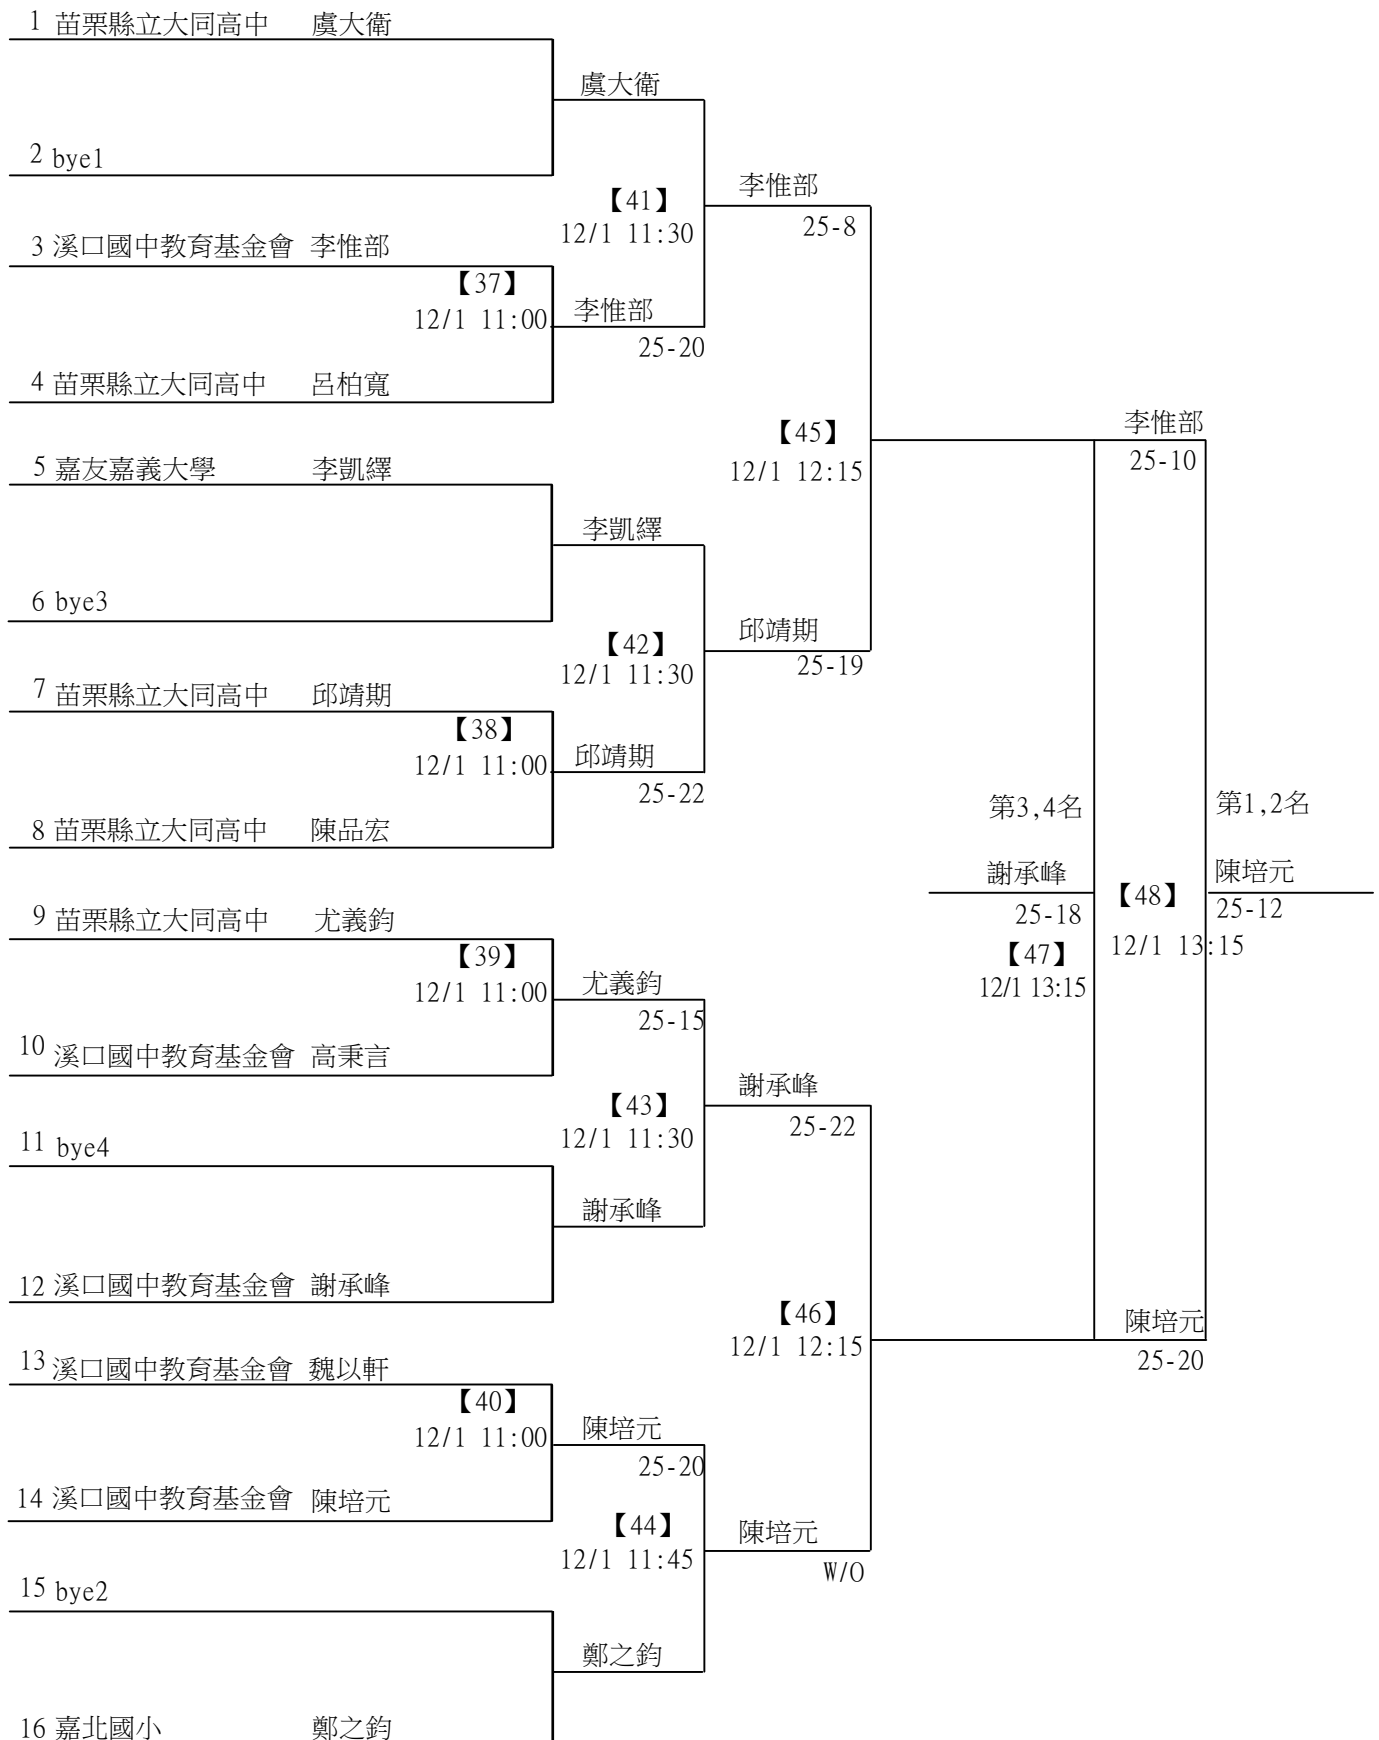 1 苗栗縣立大同高中 虞大衛
虞大衛
2 bye1
【41】
12/1 11:30
李惟部
25-8
3 溪口國中教育基金會 李惟部
【37】
12/1 11:00
李惟部
25-20
4 苗栗縣立大同高中 呂柏寬
【45】
12/1 12:15
李惟部
25-10
5 嘉友嘉義大學 李凱繹
李凱繹
6 bye3
【42】
12/1 11:30
邱靖期
25-19
7 苗栗縣立大同高中 邱靖期
【38】
12/1 11:00
邱靖期
25-22
8 苗栗縣立大同高中 陳品宏
第3,4名
第1,2名
謝承峰
25-18
【47】
12/1 13:15
【48】
12/1 13:15
陳培元
25-12
9 苗栗縣立大同高中 尤義鈞
【39】
12/1 11:00
尤義鈞
25-15
10 溪口國中教育基金會 高秉言
【43】
12/1 11:30
謝承峰
25-22
11 bye4
謝承峰
12 溪口國中教育基金會 謝承峰
【46】
12/1 12:15
陳培元
25-20
13 溪口國中教育基金會 魏以軒
【40】
12/1 11:00
陳培元
25-20
14 溪口國中教育基金會 陳培元
【44】
12/1 11:45
陳培元
W/O
15 bye2
鄭之鈞
16 嘉北國小 鄭之鈞